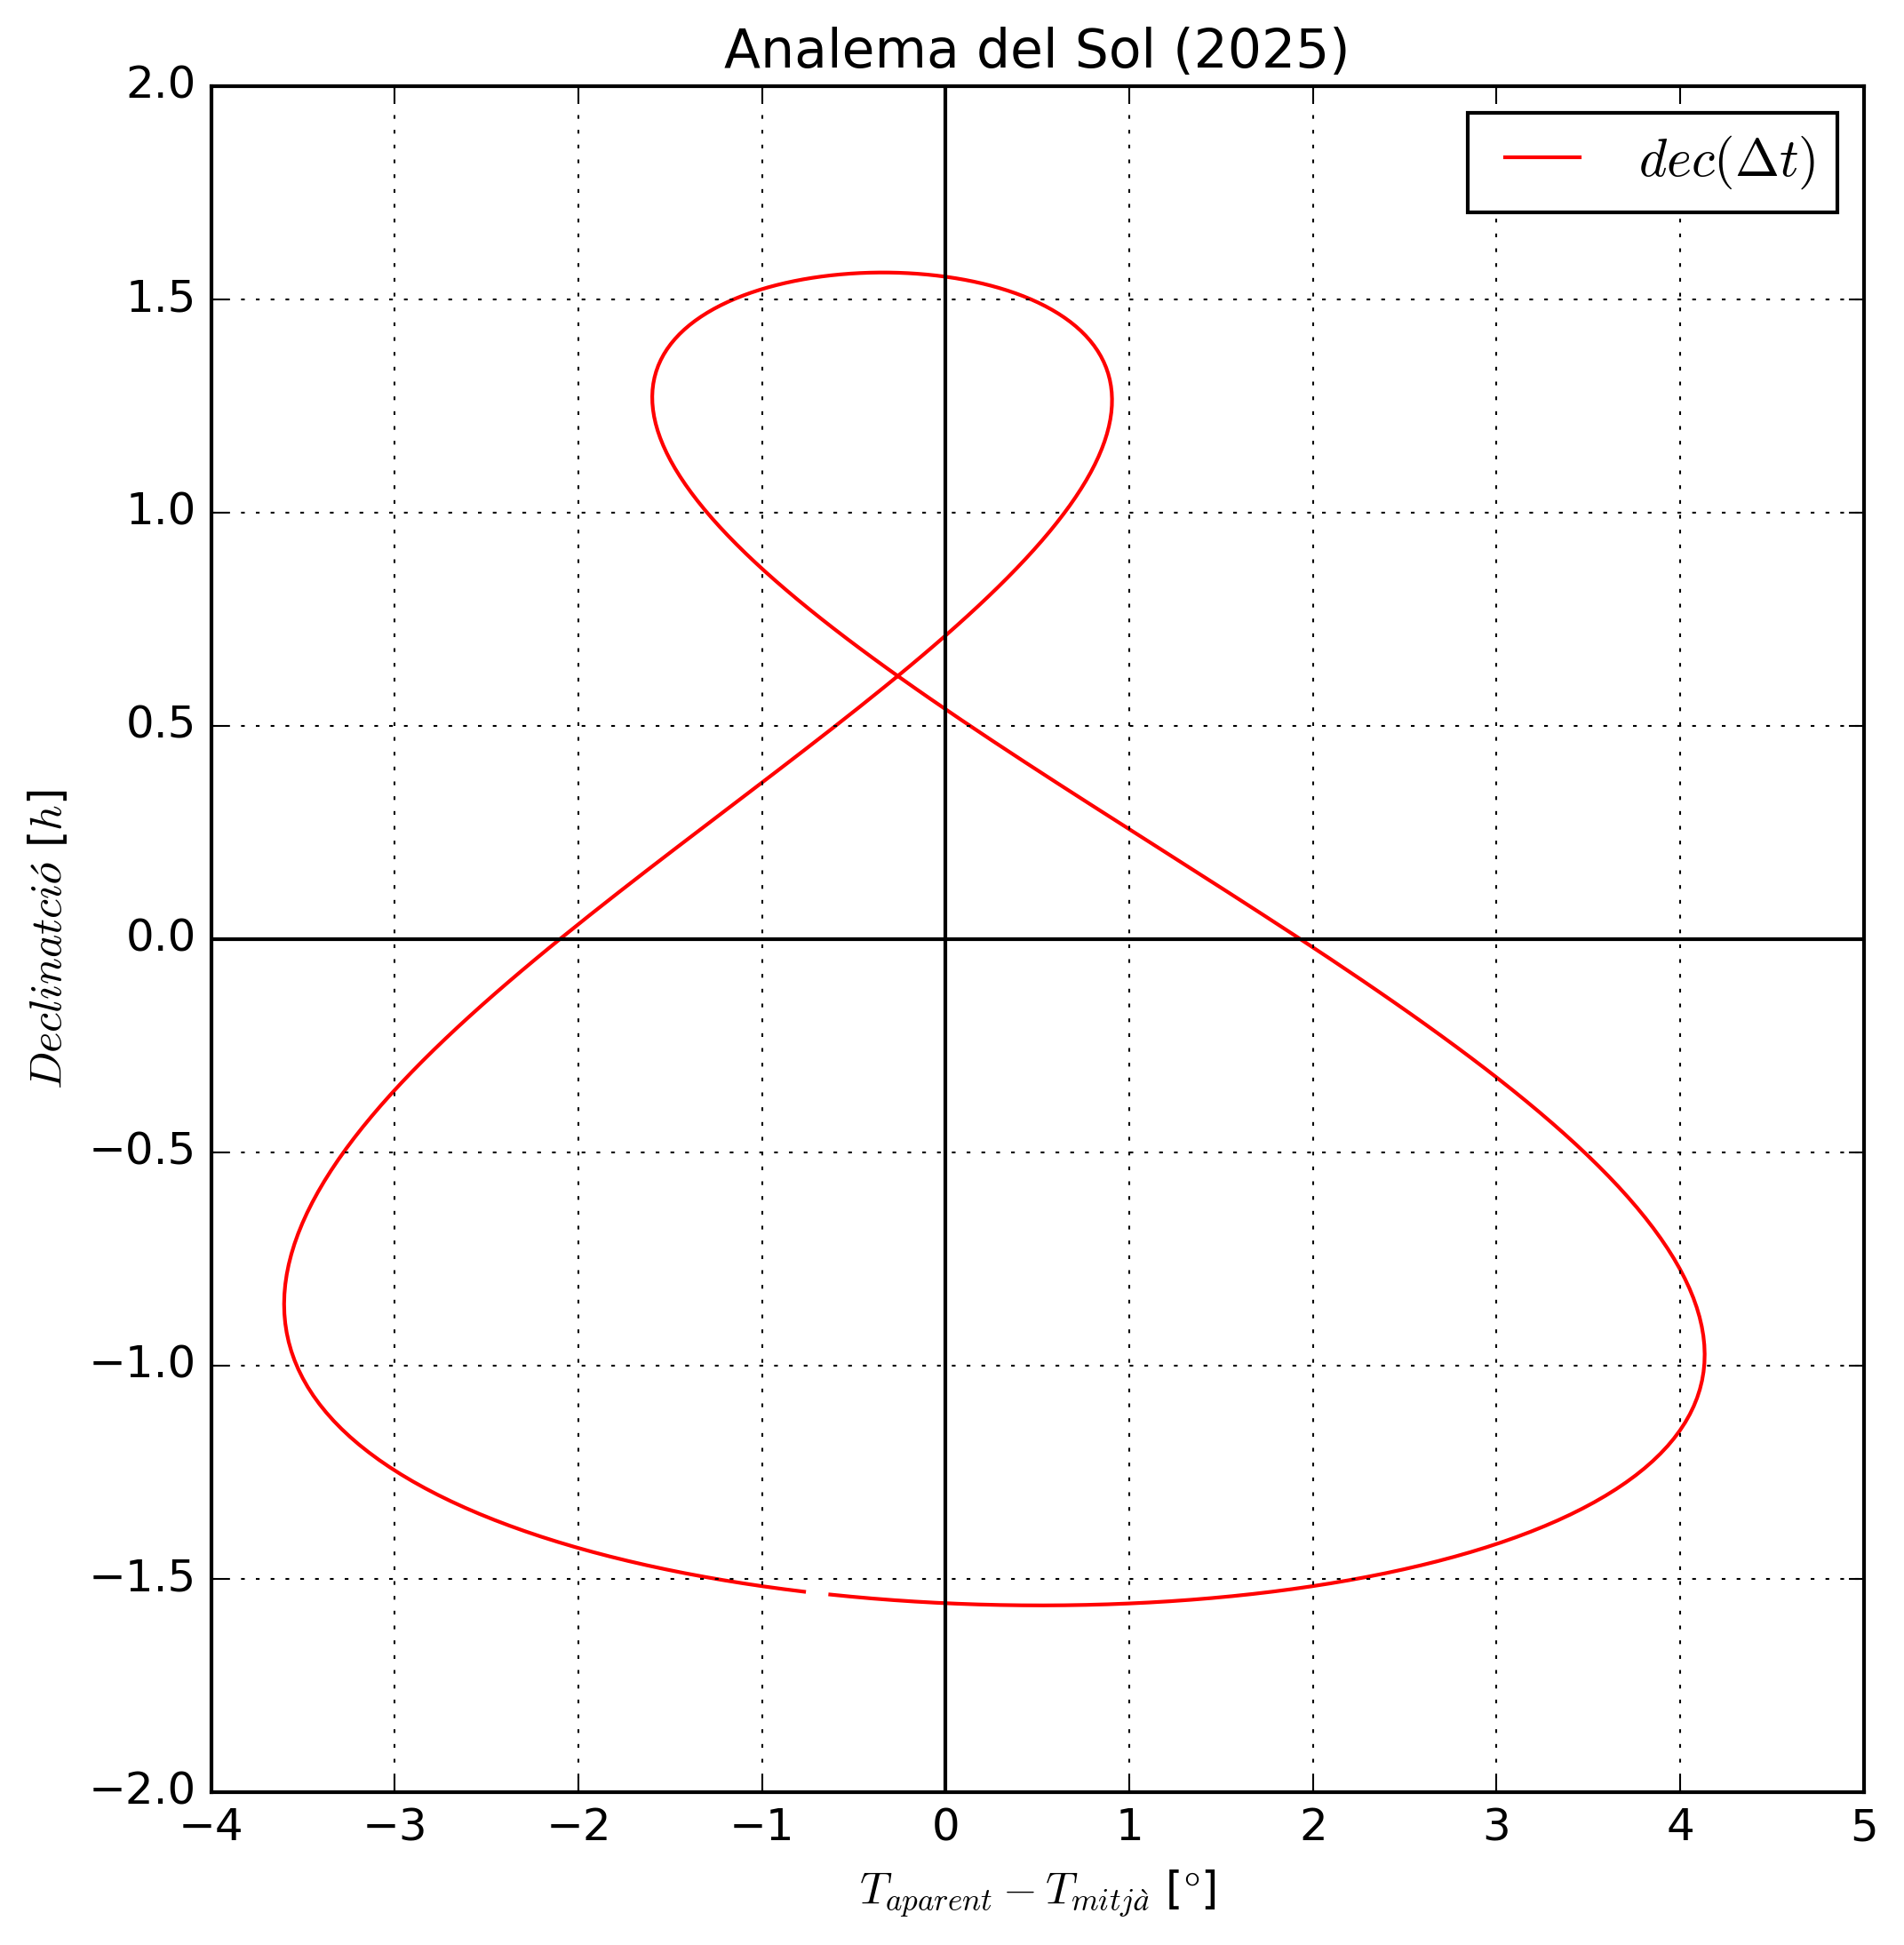 Analema del Sol (2025)
dec(Δt)
2.0
1.5
1.0
0.5
0.0
−0.5
−1.0
−1.5
−2.0
Declinatció [h]
−4 −3 −2 −1 0 1 2 3 4 5
T_aparent − T_mitjà [°]